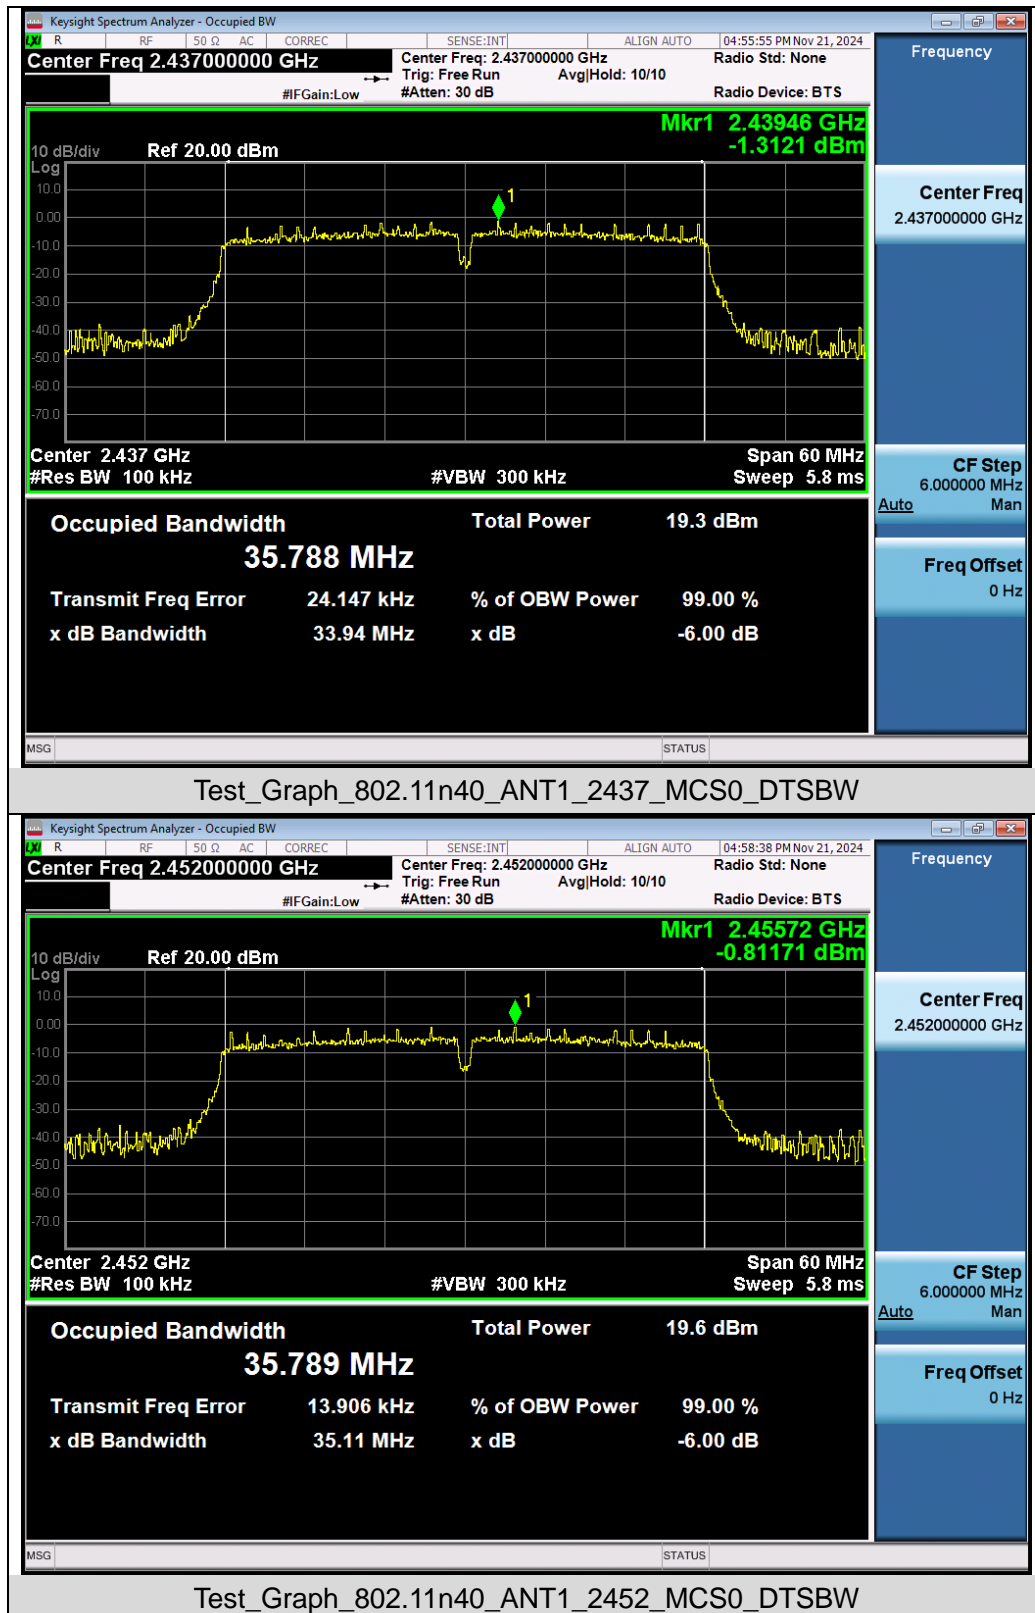 Keysight Spectrum Analyzer - Occupied BW
LXI R RF 50 Ω AC CORREC SENSE:INT ALIGN AUTO 04:55:55 PM Nov 21, 2024
Center Freq 2.437000000 GHz
Center Freq: 2.437000000 GHz Radio Std: None
Trig: Free Run Avg|Hold: 10/10
#IFGain:Low #Atten: 30 dB Radio Device: BTS
Frequency
Mkr1 2.43946 GHz
-1.3121 dBm
10 dB/div Ref 20.00 dBm
Log
10.0
0.00
-10.0
-20.0
-30.0
-40.0
-50.0
-60.0
-70.0
1
Center 2.437 GHz Span 60 MHz
#Res BW 100 kHz #VBW 300 kHz Sweep 5.8 ms
Center Freq
2.437000000 GHz
CF Step
6.000000 MHz
Auto Man
Freq Offset
0 Hz
Occupied Bandwidth Total Power 19.3 dBm
35.788 MHz
Transmit Freq Error 24.147 kHz % of OBW Power 99.00 %
x dB Bandwidth 33.94 MHz x dB -6.00 dB
MSG STATUS
Test_Graph_802.11n40_ANT1_2437_MCS0_DTSBW
Keysight Spectrum Analyzer - Occupied BW
LXI R RF 50 Ω AC CORREC SENSE:INT ALIGN AUTO 04:58:38 PM Nov 21, 2024
Center Freq 2.452000000 GHz
Center Freq: 2.452000000 GHz Radio Std: None
Trig: Free Run Avg|Hold: 10/10
#IFGain:Low #Atten: 30 dB Radio Device: BTS
Frequency
Mkr1 2.45572 GHz
-0.81171 dBm
10 dB/div Ref 20.00 dBm
Log
10.0
0.00
-10.0
-20.0
-30.0
-40.0
-50.0
-60.0
-70.0
1
Center 2.452 GHz Span 60 MHz
#Res BW 100 kHz #VBW 300 kHz Sweep 5.8 ms
Center Freq
2.452000000 GHz
CF Step
6.000000 MHz
Auto Man
Freq Offset
0 Hz
Occupied Bandwidth Total Power 19.6 dBm
35.789 MHz
Transmit Freq Error 13.906 kHz % of OBW Power 99.00 %
x dB Bandwidth 35.11 MHz x dB -6.00 dB
MSG STATUS
Test_Graph_802.11n40_ANT1_2452_MCS0_DTSBW